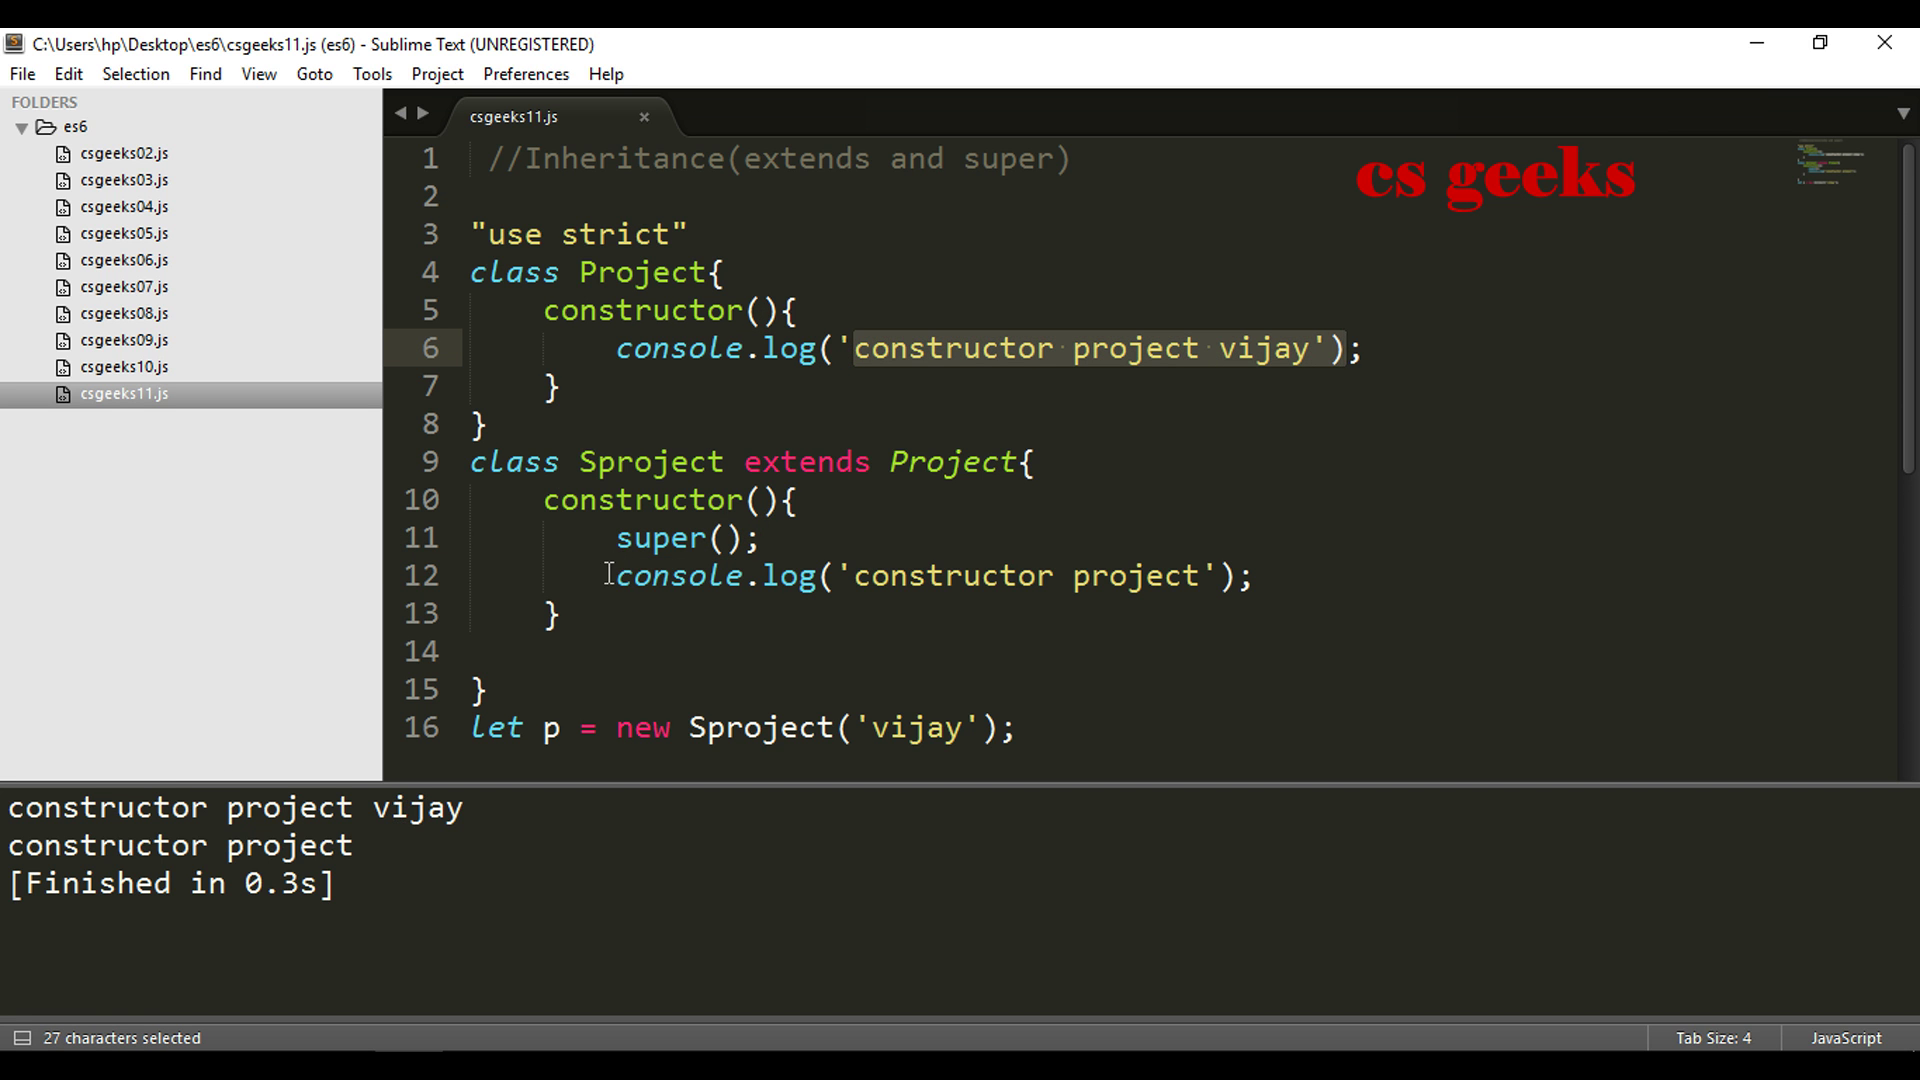 C:\Users\hp\Desktop\es6\csgeeks11.js (es6) - Sublime Text (UNREGISTERED)
File Edit Selection Find View Goto Tools Project Preferences Help
FOLDERS
es6
csgeeks02.js
csgeeks03.js
csgeeks04.js
csgeeks05.js
csgeeks06.js
csgeeks07.js
csgeeks08.js
csgeeks09.js
csgeeks10.js
csgeeks11.js
csgeeks11.js
cs geeks
1 //Inheritance(extends and super)
2
3 "use strict"
4 class Project{
5 constructor(){
6 console.log('constructor project vijay');
7 }
8 }
9 class Sproject extends Project{
10 constructor(){
11 super();
12 console.log('constructor project');
13 }
14
15 }
16 let p = new Sproject('vijay');
constructor project vijay
constructor project
[Finished in 0.3s]
27 characters selected
Tab Size: 4
JavaScript